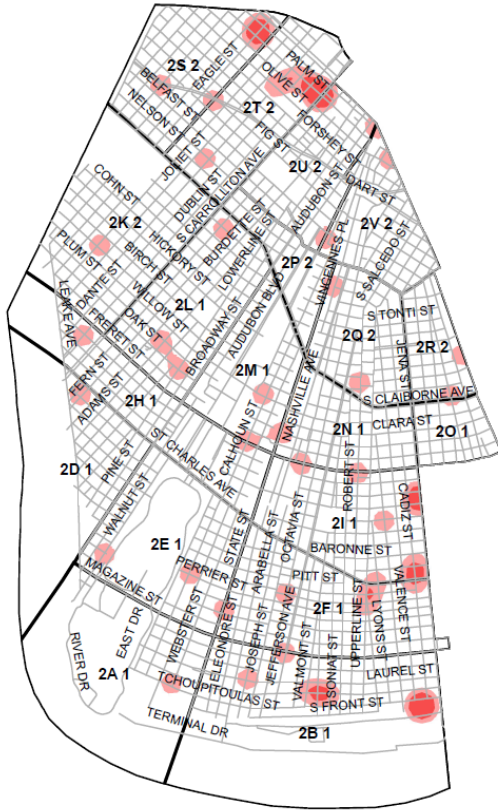 EAGLE ST
2S 2
PALM ST
BELFAST ST
OLIVE ST
NELSON S
2T 2
FORSHEY ST
JOLIET ST
FIG ST
2U 2
COHN ST
DUBLIN ST
S CARROLLTON AVE
AUDUBON ST
DART ST
2K 2
HICKORY ST
BURDETTE ST
LOWERLINE ST
VINCENNES PL
2V 2
PLUM ST
BIRCH ST
2P 2
S SALCEDO ST
DANTE ST
WILLOW ST
AUDUBON BLVD
LEAKE AVE
FRERET ST
OAK ST
2L 1
BROADWAY ST
S TONTI ST
2Q 2
JENA ST
2R 2
FERN ST
2M 1
NASHVILLE AVE
ADAMS ST
2H 1
S CLAIBORNE AVE
CALHOUN ST
2N 1
CLARA ST
2O 1
ST CHARLES AVE
2D 1
PINE ST
ROBERT ST
WALNUT ST
OCTAVIA ST
CADIZ ST
STATE ST
2I 1
2E 1
ARABELLA ST
BARONNE ST
PERRIER ST
PITT ST
MAGAZINE ST
VALENCE ST
EAST DR
WEBSTER ST
ELEONORE ST
JOSEPH ST
JEFFERSON AVE
2F 1
UPPERLINE ST
LYONS ST
RIVER DR
VALMONT ST
SONIAT ST
2A 1
LAUREL ST
TCHOUPITOULAS ST
S FRONT ST
TERMINAL DR
2B 1